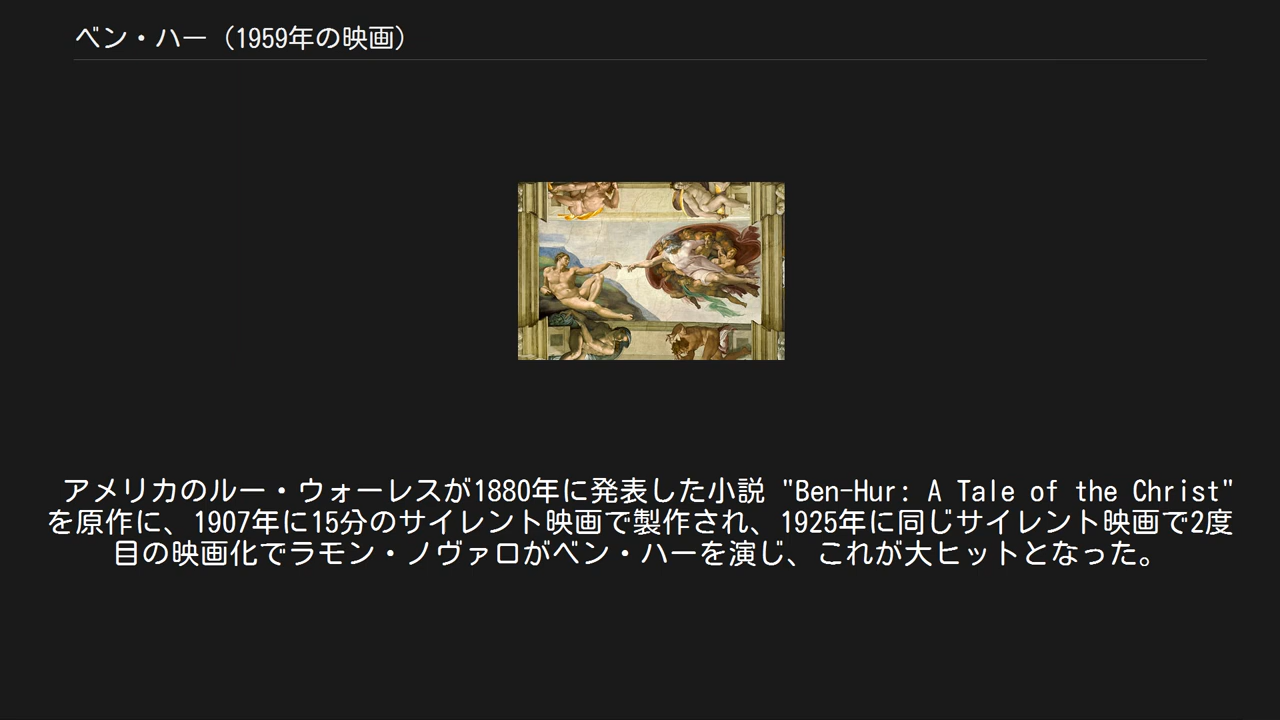 ベン・ハー（1959年の映画）
アメリカのルー・ウォーレスが1880年に発表した小説 "Ben-Hur: A Tale of the Christ"
を原作に、1907年に15分のサイレント映画で製作され、1925年に同じサイレント映画で2度
目の映画化でラモン・ノヴァロがベン・ハーを演じ、これが大ヒットとなった。